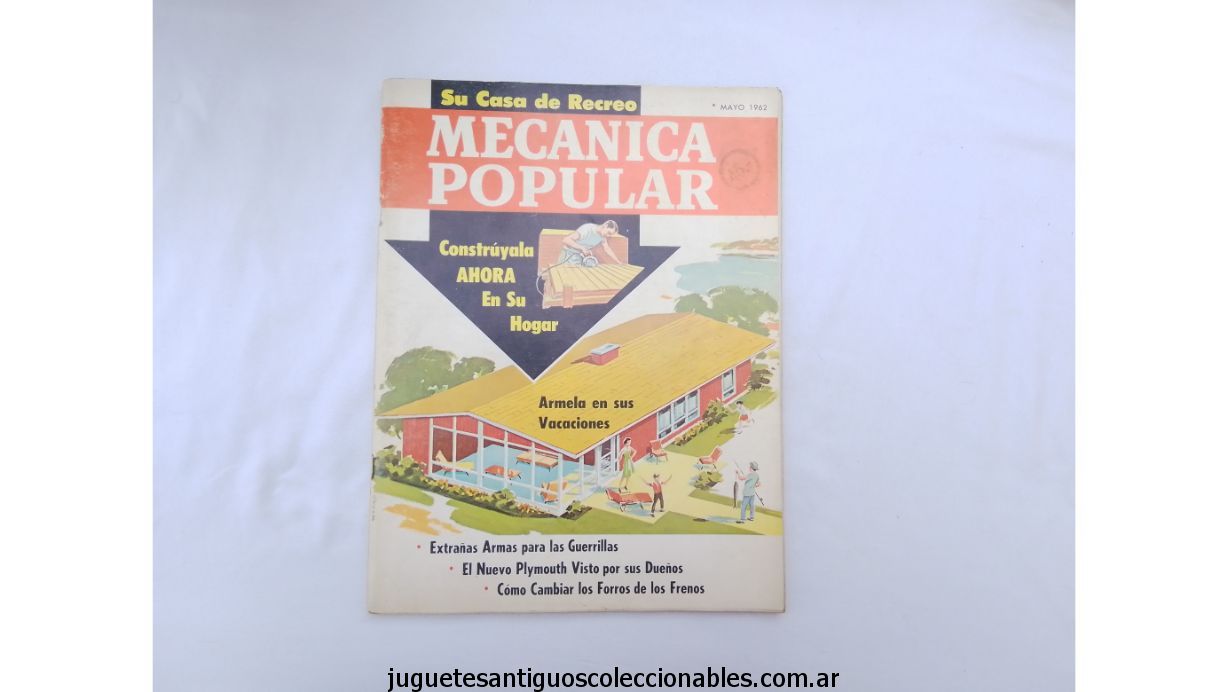 Su Casa de Recreo
* MAYO 1962
MECANICA
POPULAR
Constrúyala
AHORA
En Su
Hogar
Armela en sus
Vacaciones
• Extrañas Armas para las Guerrillas
• El Nuevo Plymouth Visto por sus Dueños
• Cómo Cambiar los Forros de los Frenos
juguetesantiguoscoleccionables.com.ar